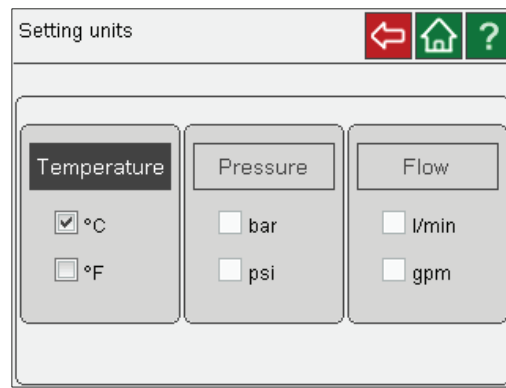 Setting units
?
Temperature
°C
°F
Pressure
bar
psi
Flow
l/min
gpm